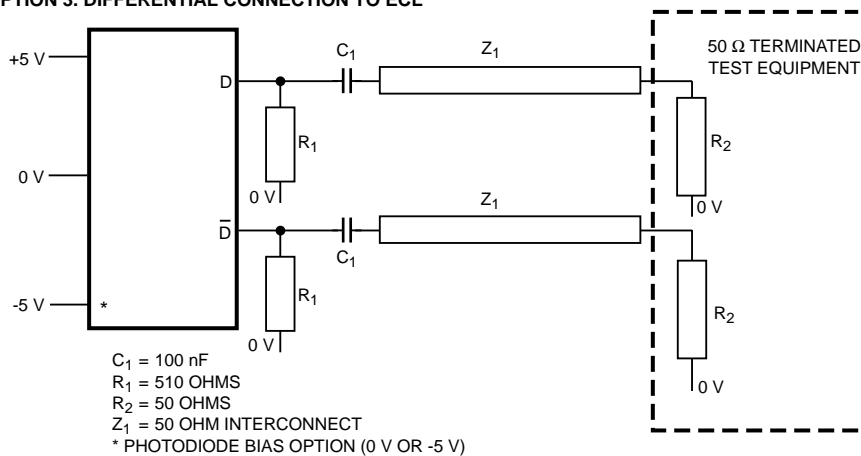 PTION 3. DIFFERENTIAL CONNECTION TO ECL
+5 V
C1
Z1
50 Ω TERMINATED
TEST EQUIPMENT
D
R1
R2
0 V
0 V
0 V
Z1
D̅
C1
R1
R2
-5 V
*
0 V
0 V
C1 = 100 nF
R1 = 510 OHMS
R2 = 50 OHMS
Z1 = 50 OHM INTERCONNECT
* PHOTODIODE BIAS OPTION (0 V OR -5 V)